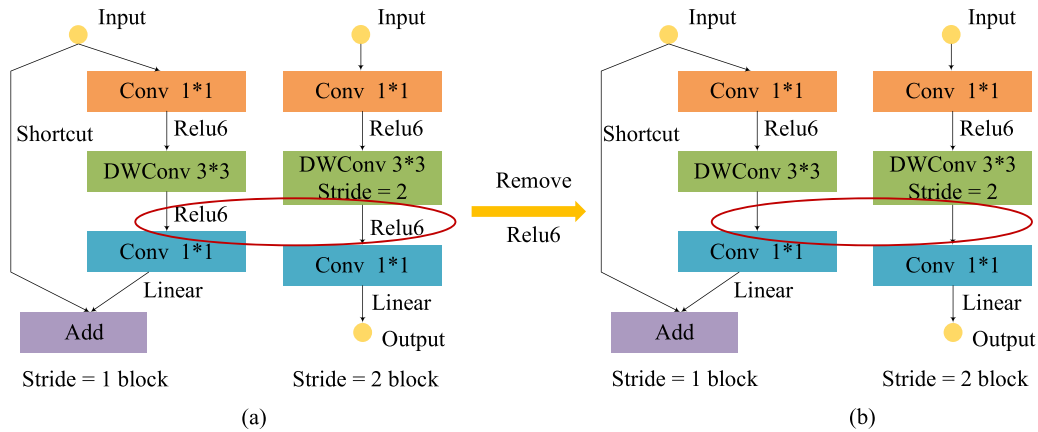 Input
Input
Conv 1*1
Conv 1*1
Shortcut
Relu6
Relu6
DWConv 3*3
DWConv 3*3
Stride = 2
Relu6
Relu6
Conv 1*1
Conv 1*1
Linear
Linear
Add
Output
Stride = 1 block
Stride = 2 block
(a)
Remove
Relu6
Input
Input
Conv 1*1
Conv 1*1
Shortcut
Relu6
Relu6
DWConv 3*3
DWConv 3*3
Stride = 2
Conv 1*1
Conv 1*1
Linear
Linear
Add
Output
Stride = 1 block
Stride = 2 block
(b)